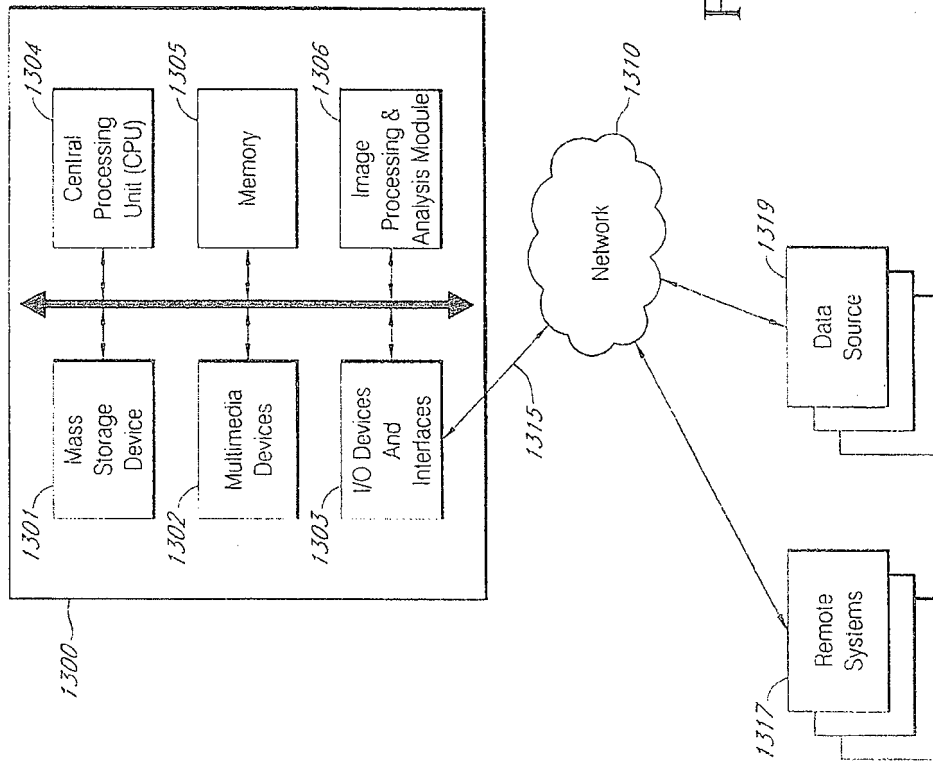 1300
1301
Mass
Storage
Device
1304
Central
Processing
Unit (CPU)
1302
Multimedia
Devices
1305
Memory
1303
I/O Devices
And
Interfaces
1306
Image
Processing &
Analysis Module
1315
Network
1310
1317
Remote
Systems
1319
Data
Source
F